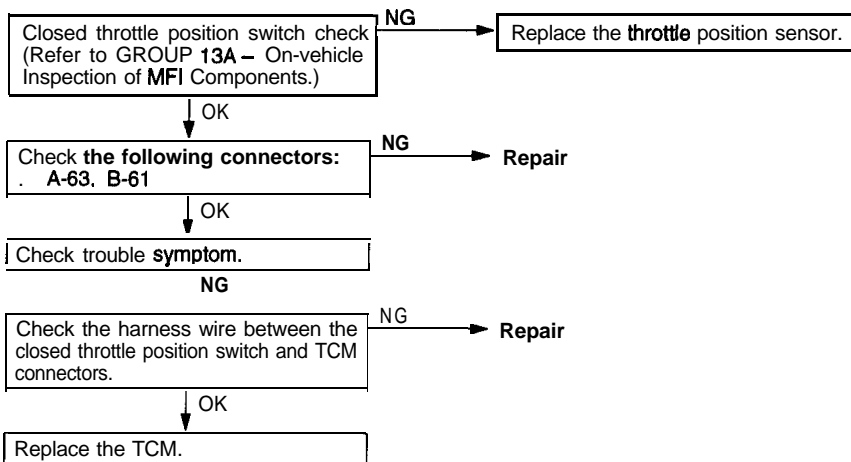 Closed throttle position switch check
(Refer to GROUP 13A – On-vehicle
Inspection of MFI Components.)
NG
Replace the throttle position sensor.
OK
Check the following connectors:
. A-63, B-61
NG
Repair
OK
Check trouble symptom.
NG
Check the harness wire between the
closed throttle position switch and TCM
connectors.
NG
Repair
OK
Replace the TCM.